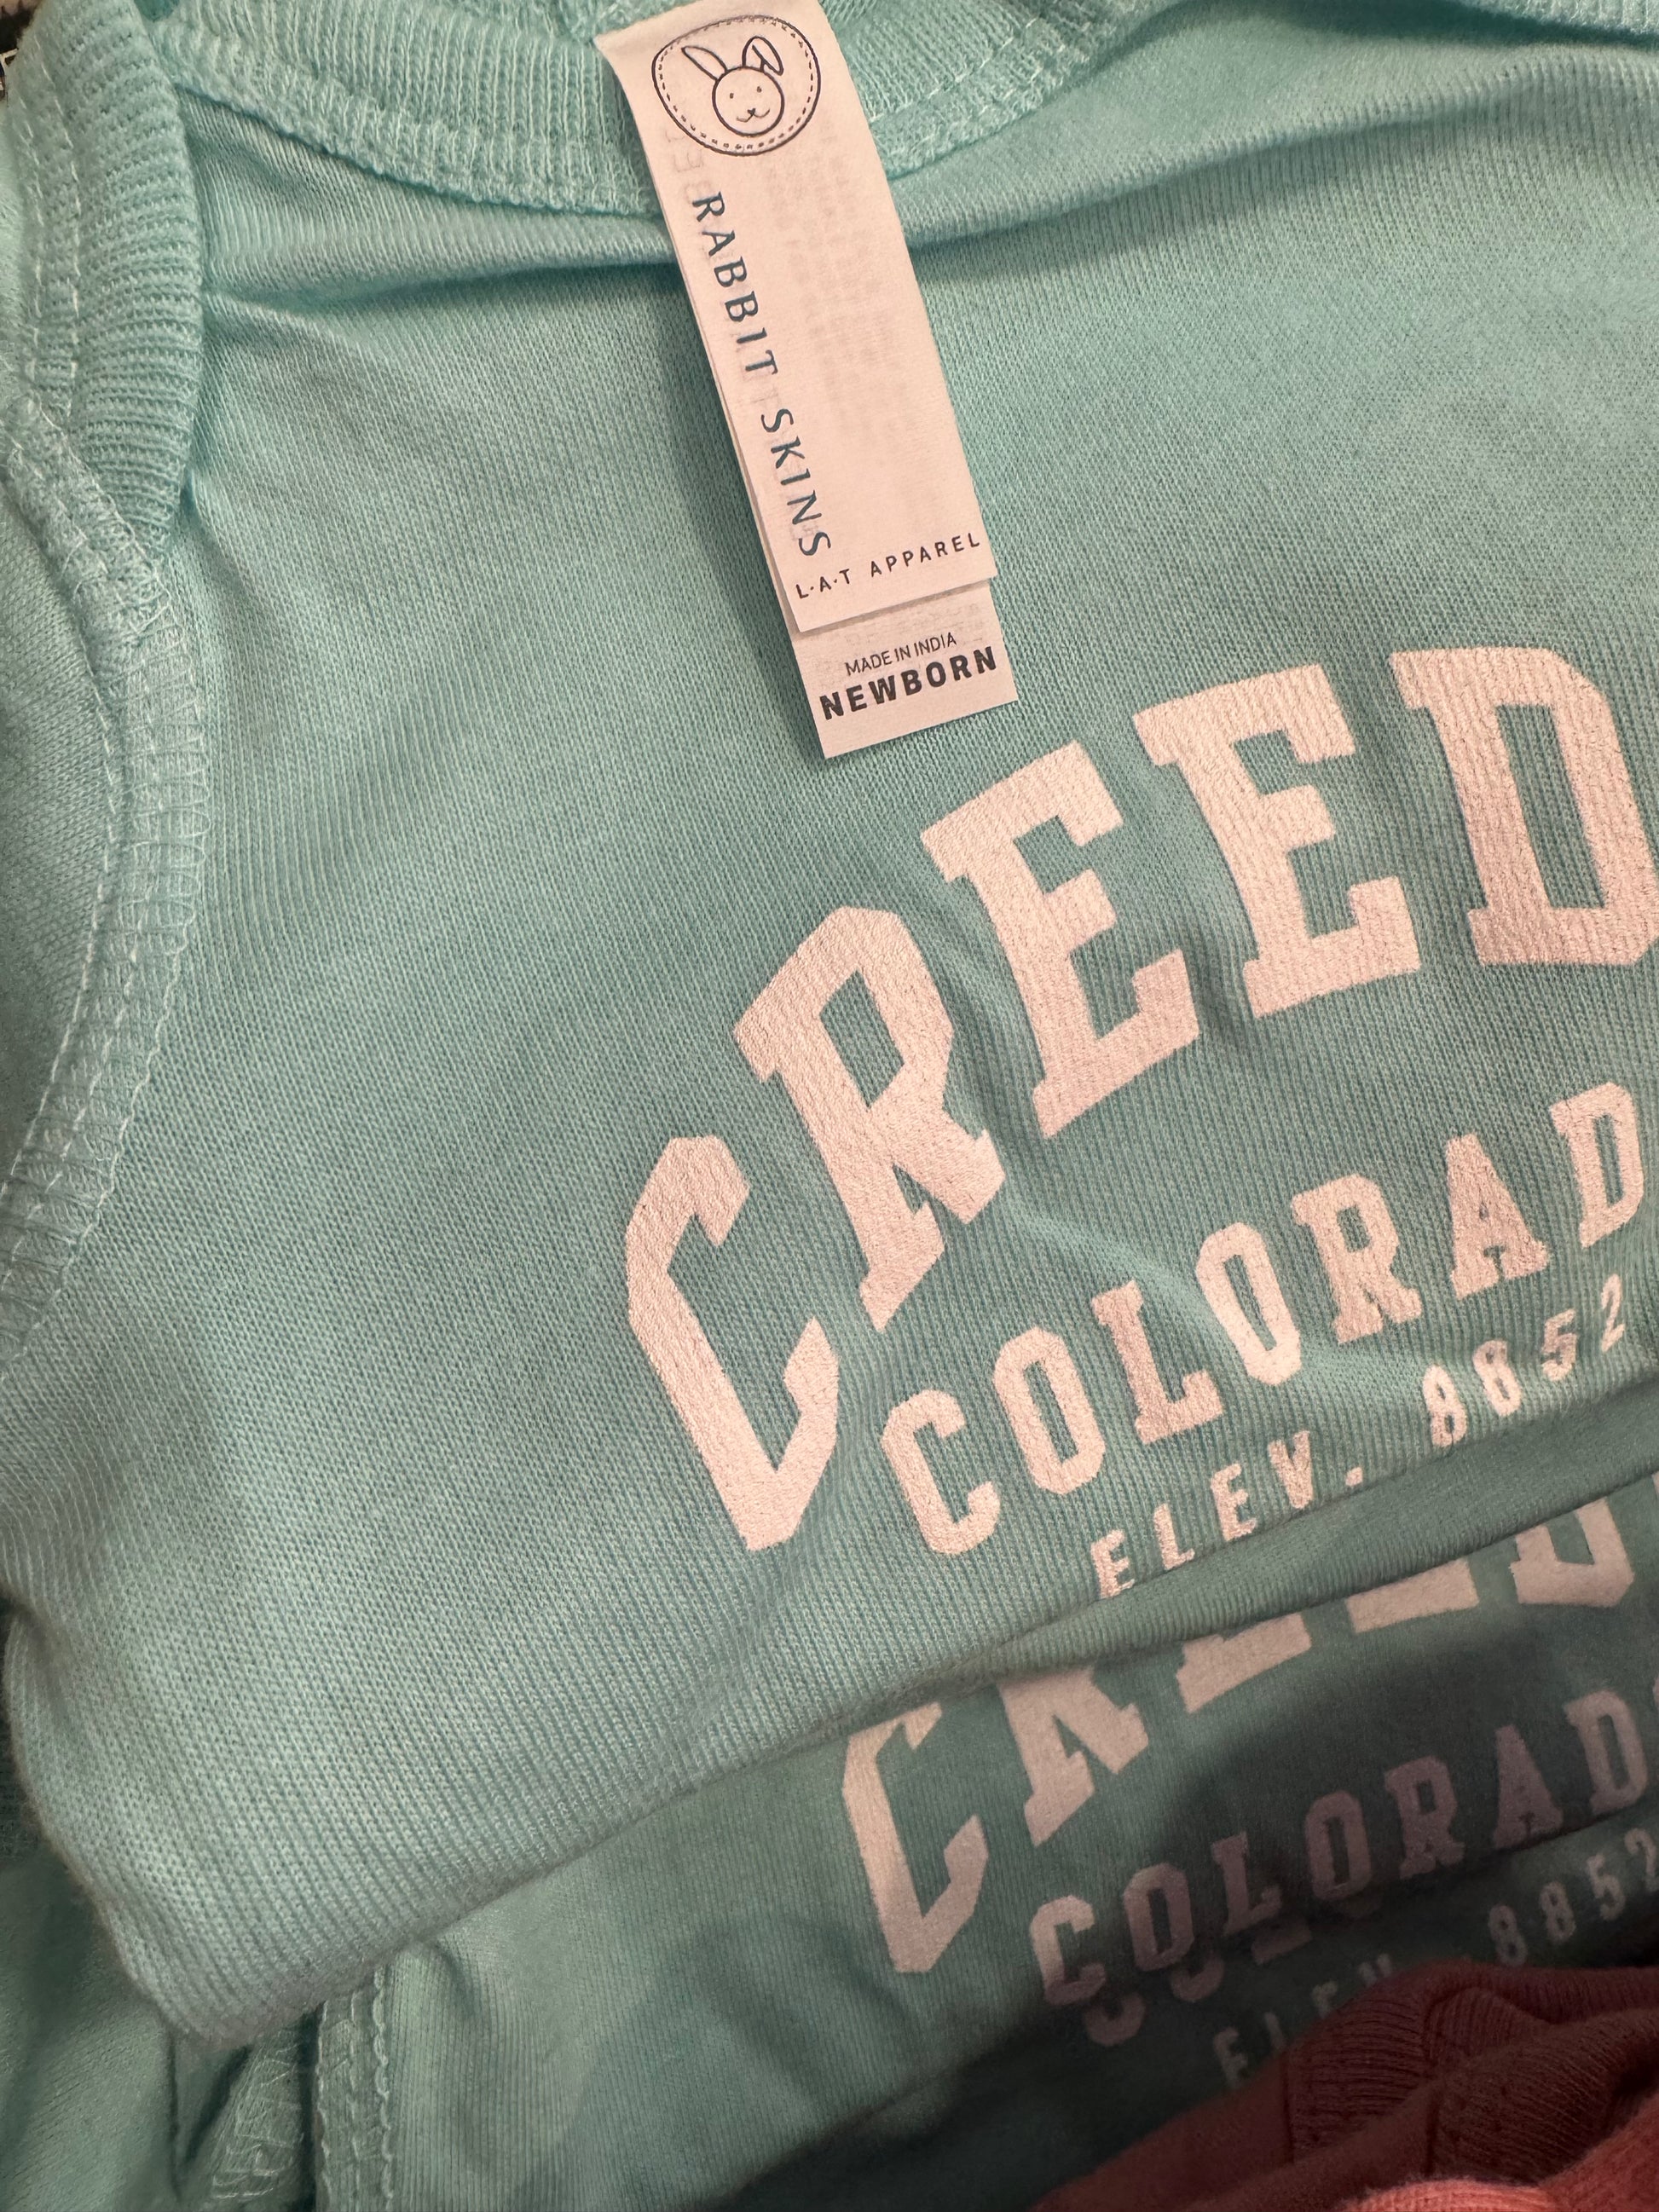 RABBIT SKINS
L·A·T APPAREL
MADE IN INDIA
NEWBORN
CREED
COLORAD
ELEV. 8852
COLORAD
8852